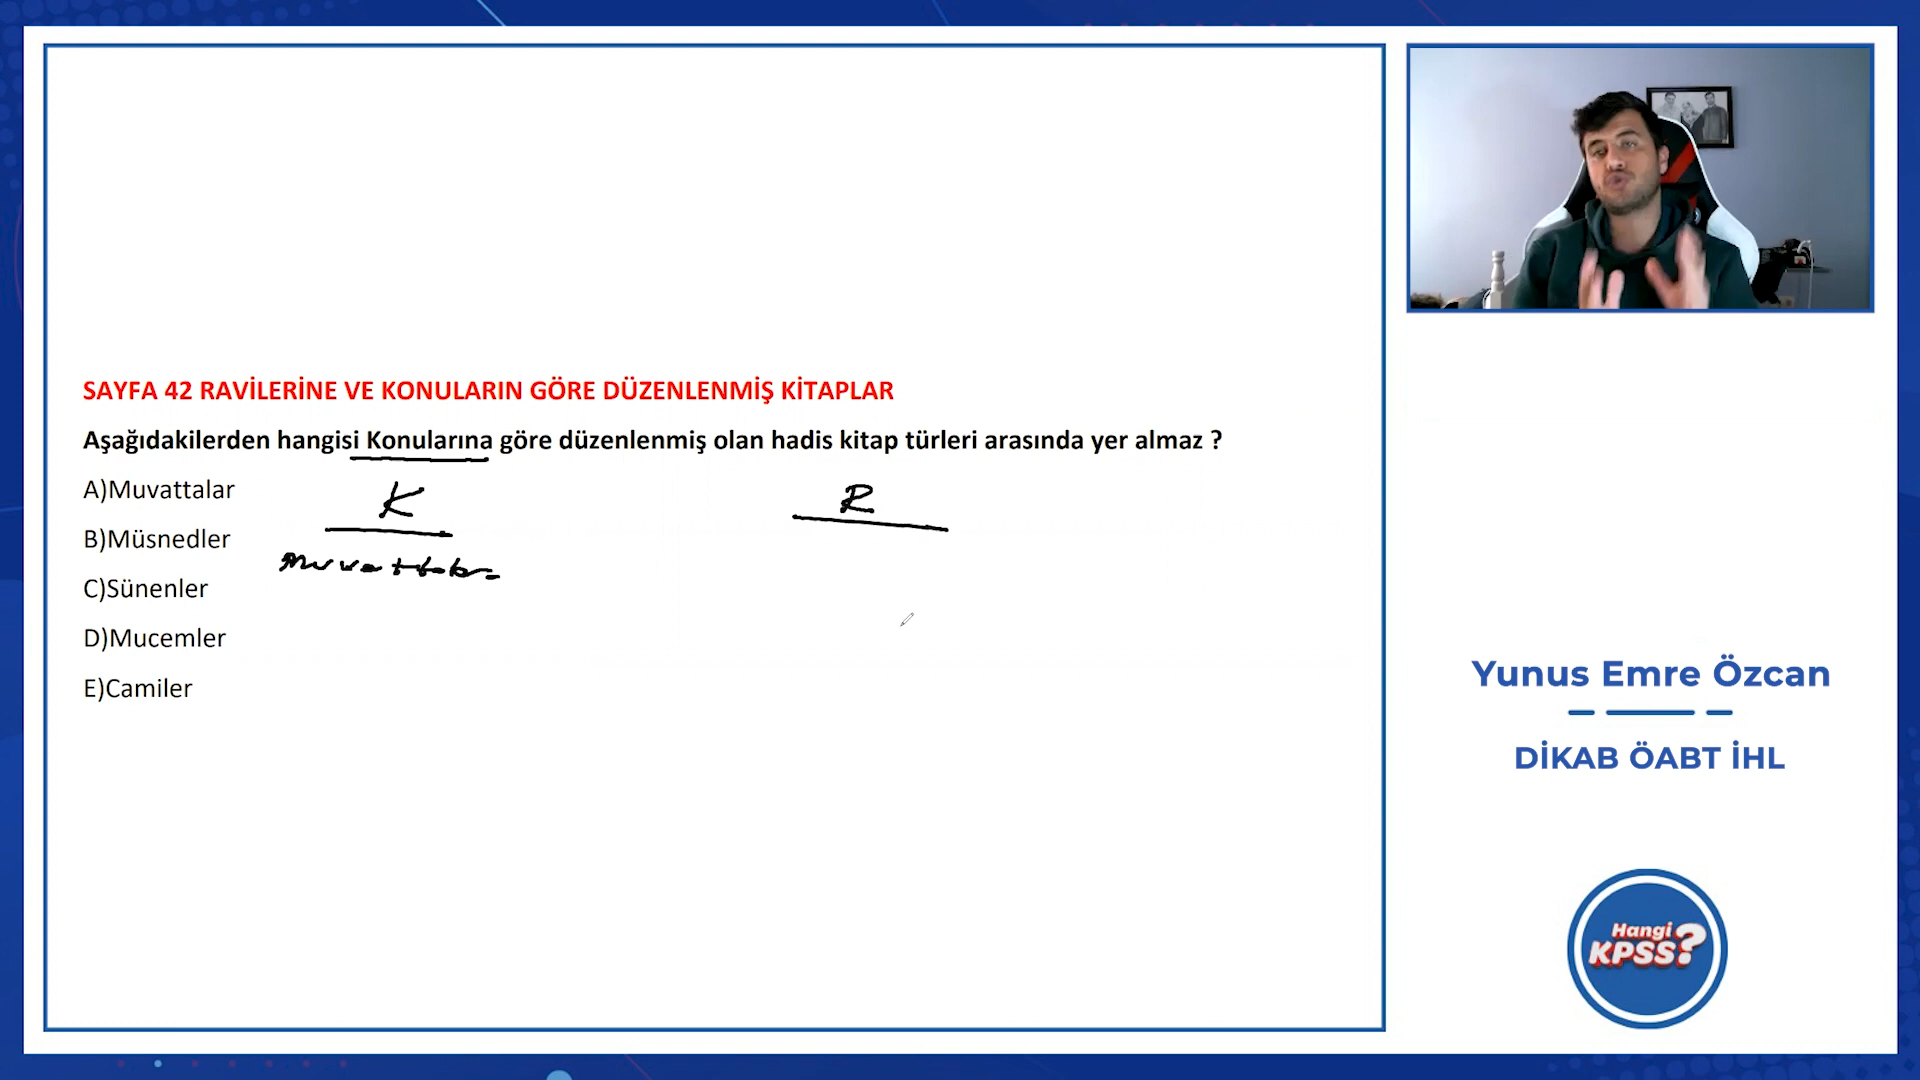 SAYFA 42 RAVİLERİNE VE KONULARIN GÖRE DÜZENLENMİŞ KİTAPLAR
Aşağıdakilerden hangisi Konularına göre düzenlenmiş olan hadis kitap türleri arasında yer almaz ?
A)Muvattalar
B)Müsnedler
C)Sünenler
D)Mucemler
E)Camiler
K
Muvattalar
R
Yunus Emre Özcan
DİKAB ÖABT İHL
Hangi
KPSS?